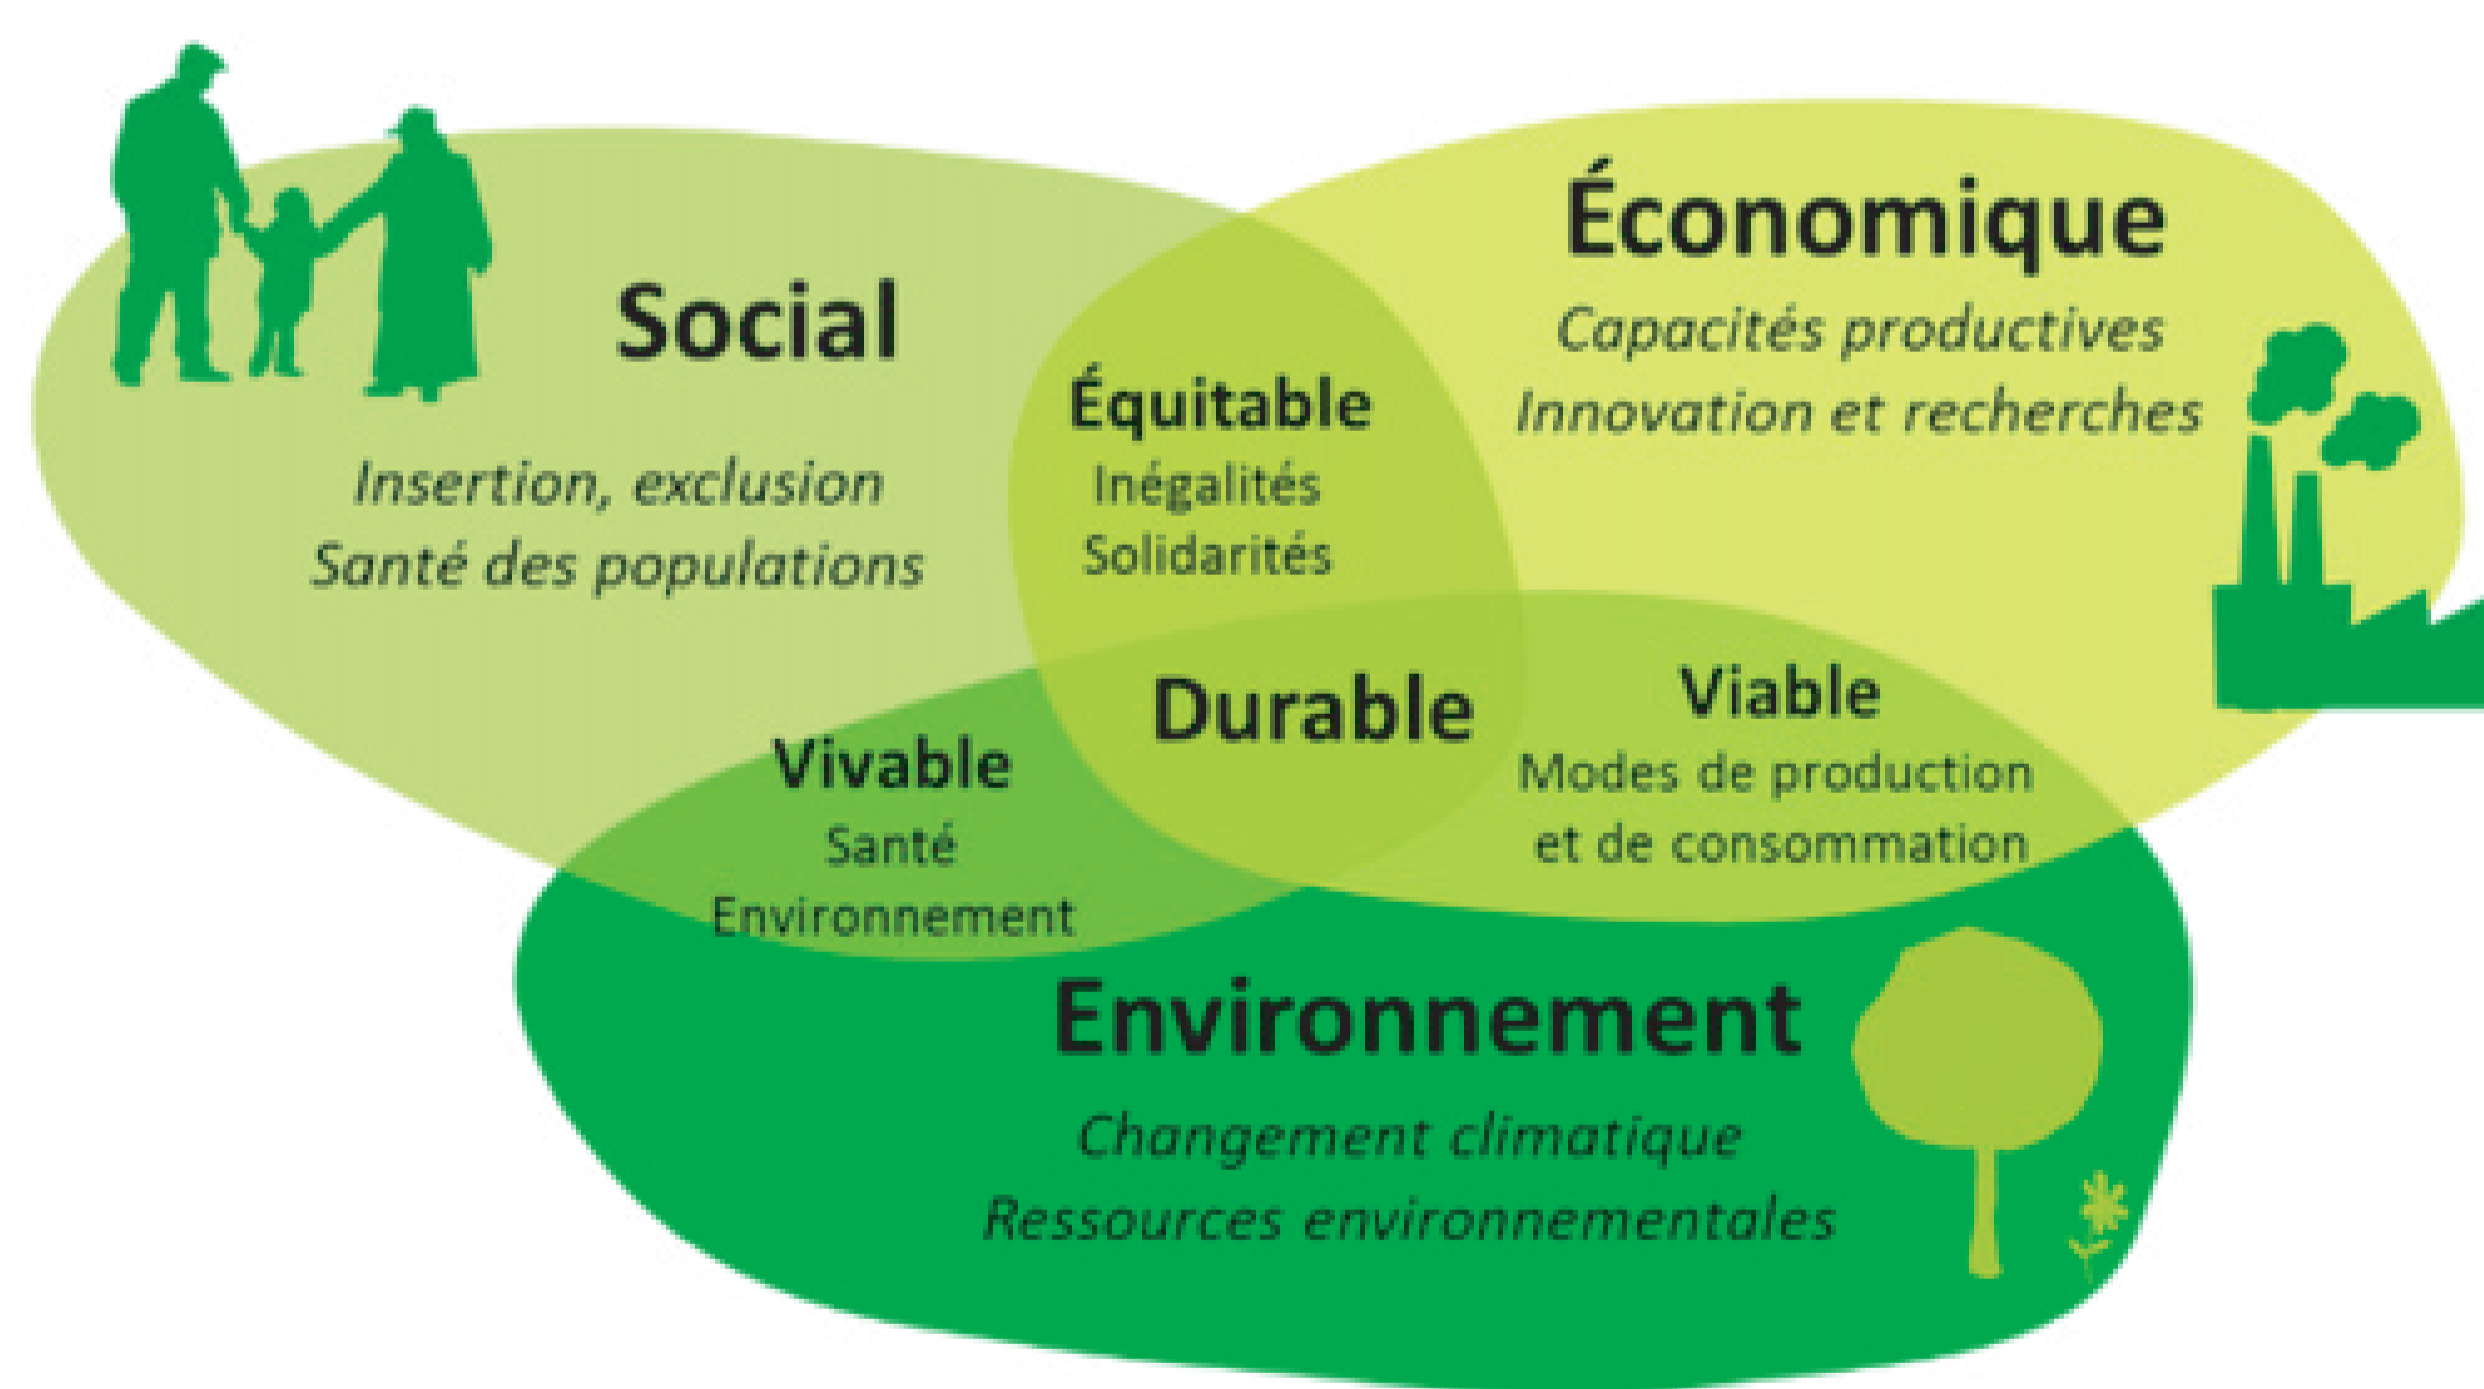 Social
Insertion, exclusion
Santé des populations
Économique
Capacités productives
Innovation et recherches
Équitable
Inégalités
Solidarités
Durable
Vivable
Santé
Environnement
Viable
Modes de production
et de consommation
Environnement
Changement climatique
Ressources environnementales